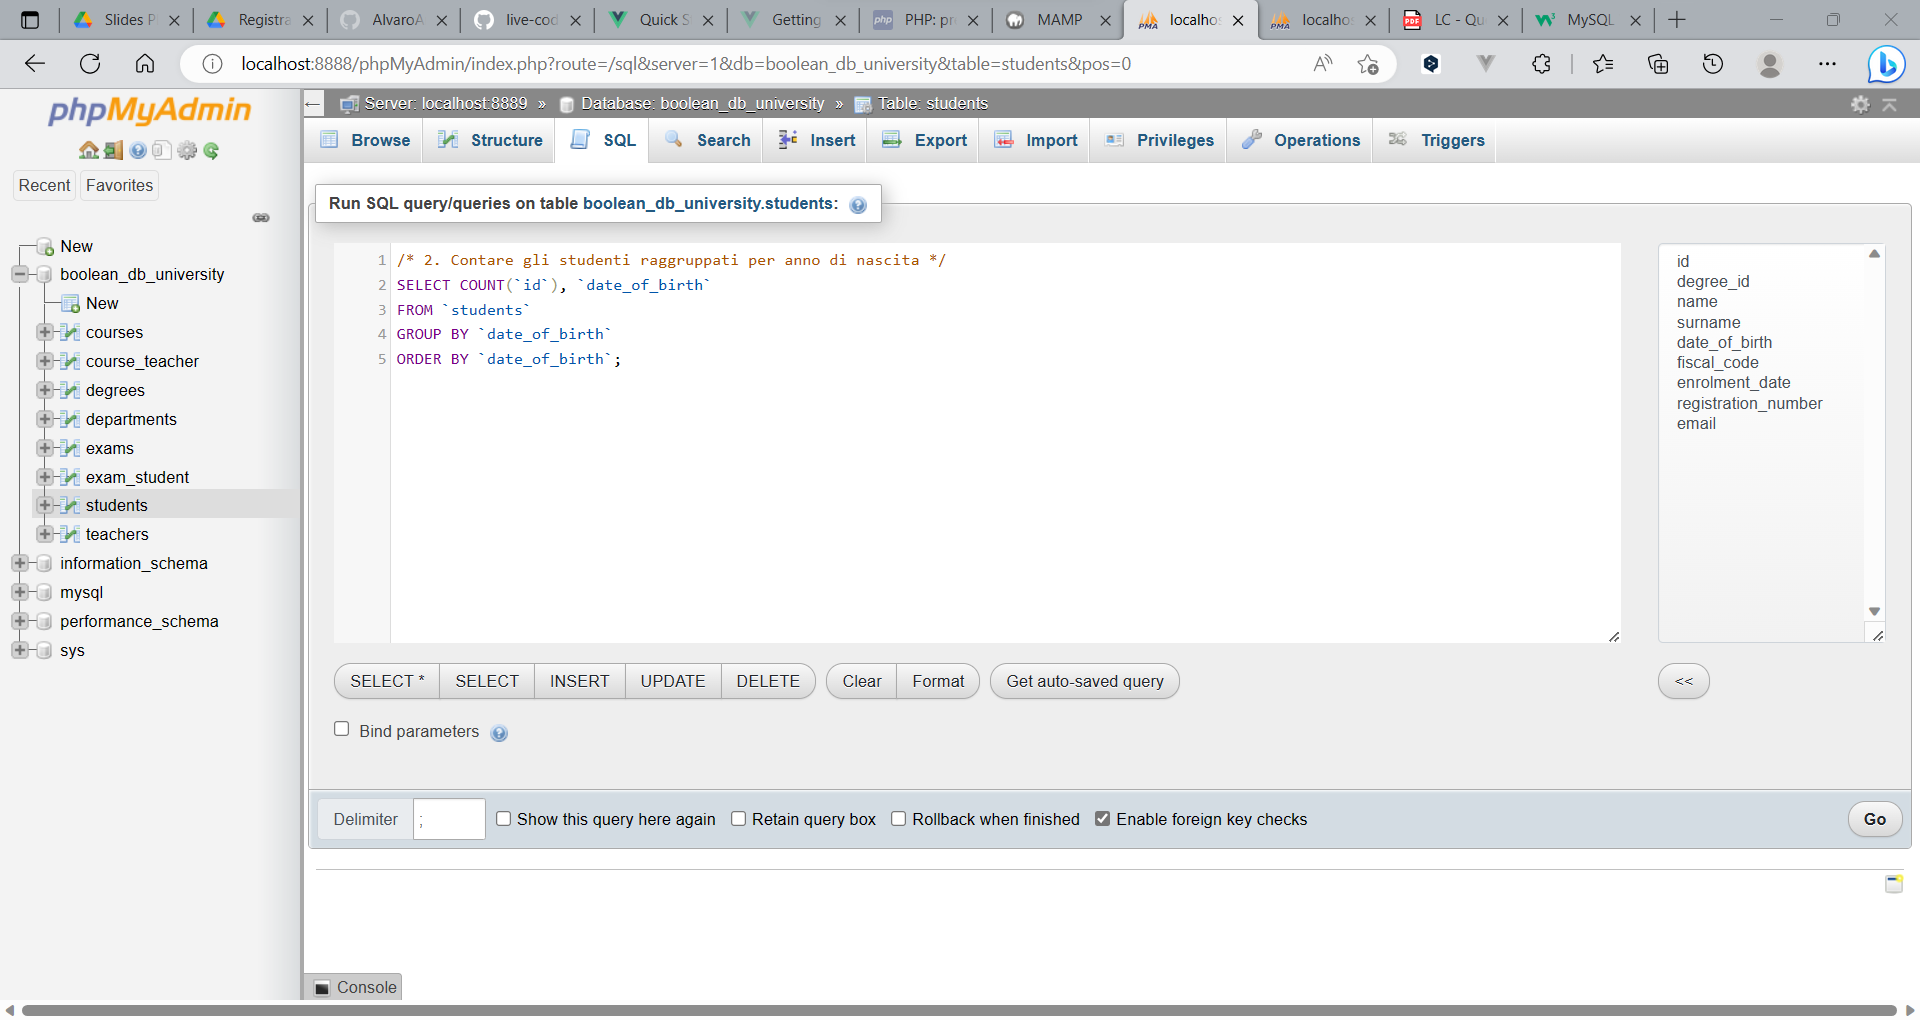 Slides P
Registra
AlvaroA
live-cod
Quick S
Getting
php PHP: pr
MAMP
PMA localhos
PMA localhos
PDF LC - Qu
MySQL
localhost:8888/phpMyAdmin/index.php?route=/sql&server=1&db=boolean_db_university&table=students&pos=0
phpMyAdmin
Recent Favorites
New
boolean_db_university
New
courses
course_teacher
degrees
departments
exams
exam_student
students
teachers
information_schema
mysql
performance_schema
sys
Server: localhost:8889 » Database: boolean_db_university » Table: students
Browse Structure SQL Search Insert Export Import Privileges Operations Triggers
Run SQL query/queries on table boolean_db_university.students:
1 /* 2. Contare gli studenti raggruppati per anno di nascita */
2 SELECT COUNT(`id`), `date_of_birth`
3 FROM `students`
4 GROUP BY `date_of_birth`
5 ORDER BY `date_of_birth`;
id
degree_id
name
surname
date_of_birth
fiscal_code
enrolment_date
registration_number
email
SELECT * SELECT INSERT UPDATE DELETE Clear Format Get auto-saved query <<
Bind parameters
Delimiter ; Show this query here again Retain query box Rollback when finished Enable foreign key checks Go
Console